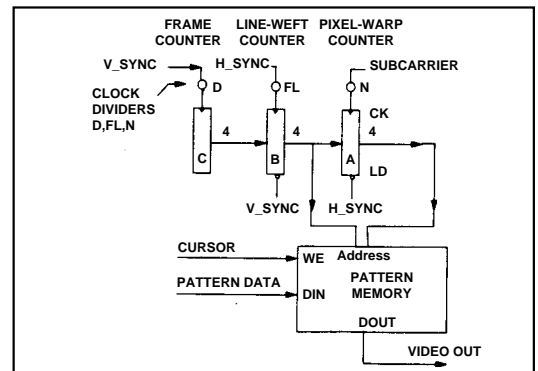 FRAME COUNTER
LINE-WEFT COUNTER
PIXEL-WARP COUNTER
V_SYNC
H_SYNC
SUBCARRIER
D
FL
N
CLOCK
DIVIDERS
D,FL,N
CK
4
4
4
C
B
A
LD
V_SYNC
H_SYNC
CURSOR
WE
Address
PATTERN DATA
DIN
PATTERN
MEMORY
DOUT
VIDEO OUT